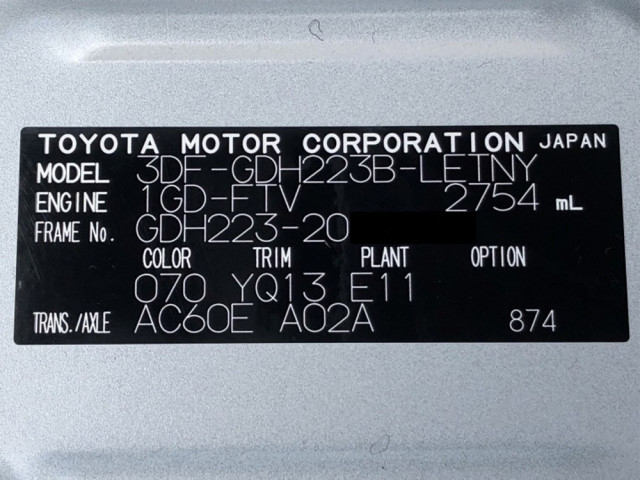 TOYOTA MOTOR CORPORATION JAPAN
MODEL 3DF-GDH223B-LETNY
ENGINE 1GD-FTV 2754 mL
FRAME No. GDH223-20
COLOR TRIM PLANT OPTION
070 YQ13 E11
TRANS./AXLE AC60E A02A 874